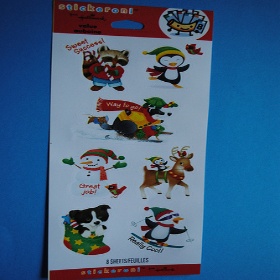 stickeroni
Sweet
Success!
Way to go!
Great
job!
Really Cool!
8 SHEETS/FEUILLES
stickeroni